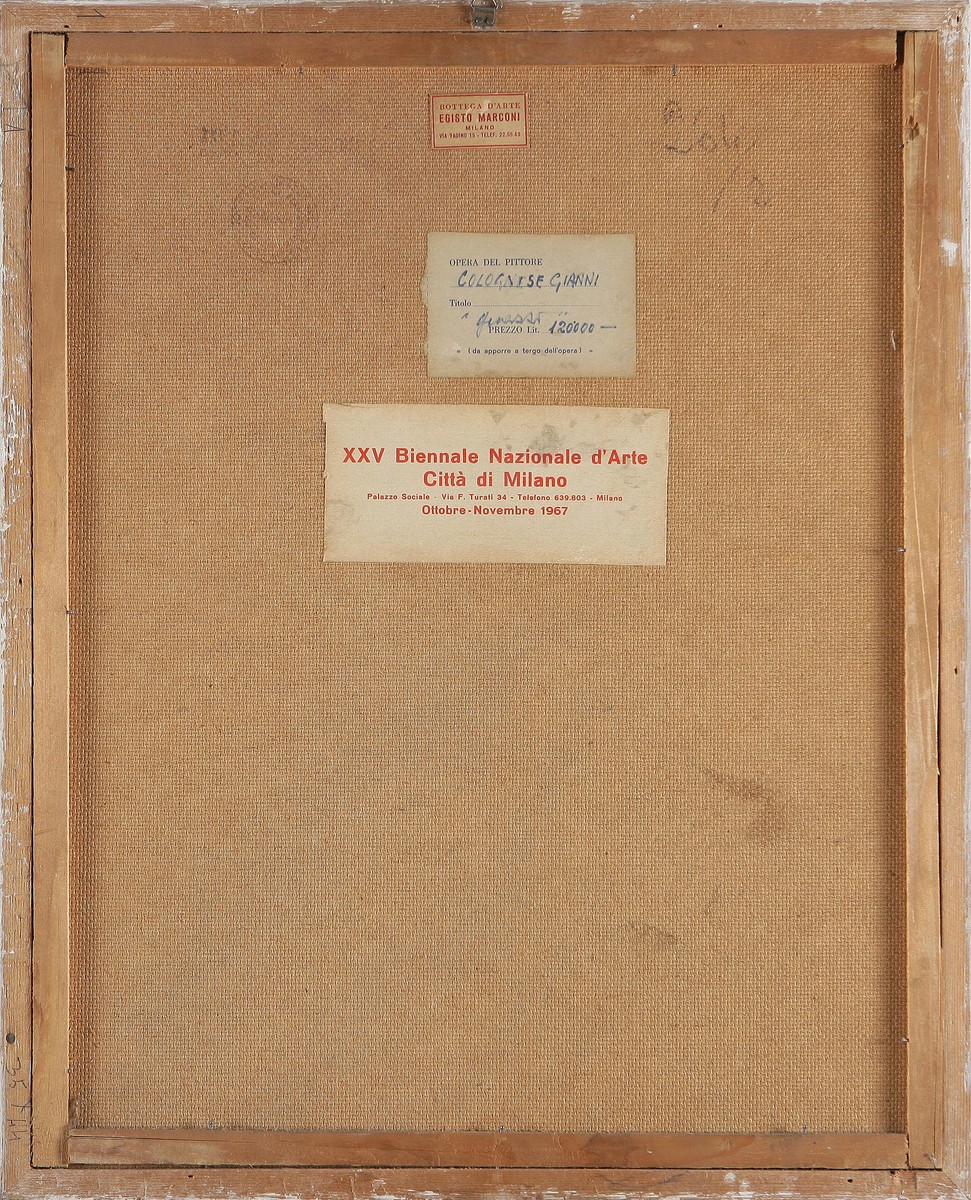 BOTTEGA D'ARTE
EGISTO MARCONI
MILANO
OPERA DEL PITTORE
COLOGNESE GIANNI
Titolo
PREZZO Lit. 120000 —
= (da apporre a tergo dell'opera) =
XXV Biennale Nazionale d'Arte
Città di Milano
Palazzo Sociale - Via F. Turati 34 - Telefono 639.803 - Milano
Ottobre - Novembre 1967